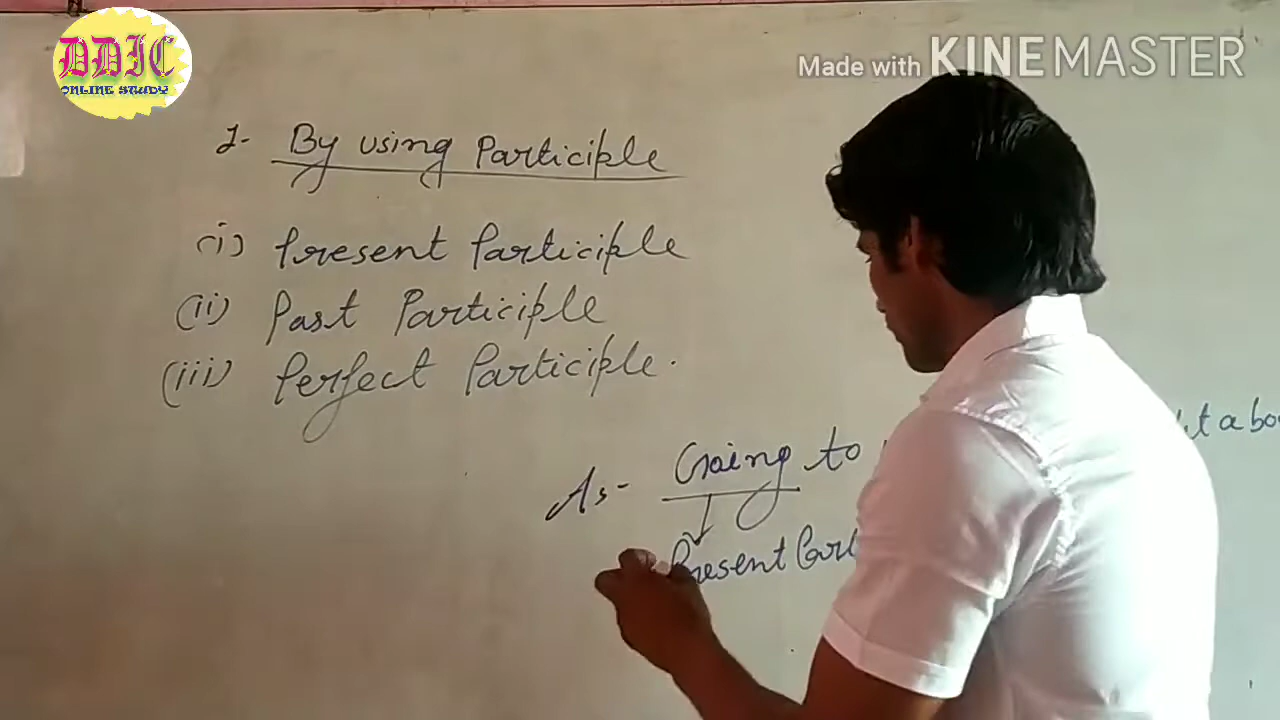 DDIC
ONLINE STUDY
Made with KINEMASTER
1- By using Participle
(i) Present Participle
(ii) Past Participle
(iii) Perfect Participle.
As- Going to
Present